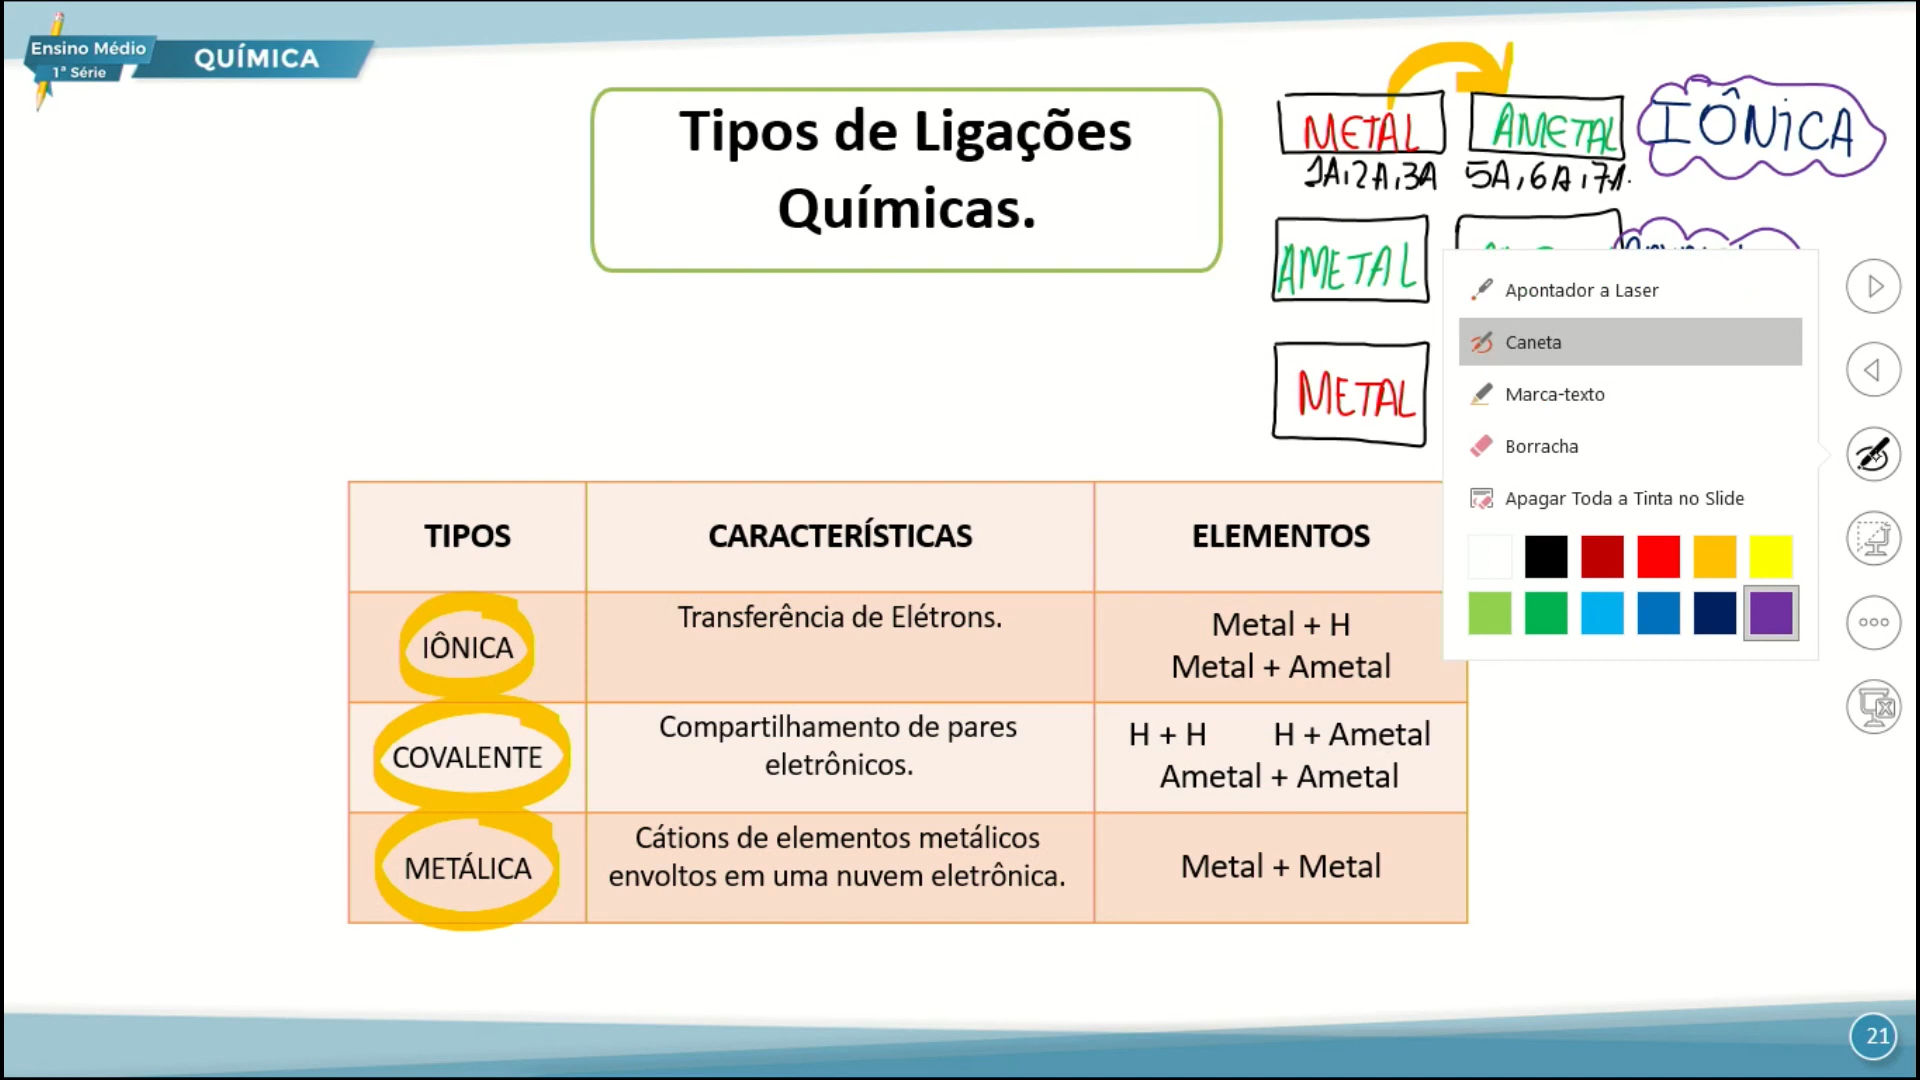 Ensino Médio
1ª Série
QUÍMICA
Tipos de Ligações
Químicas.
METAL
AMETAL
IÔNICA
1A,2A,3A
5A,6A,7A.
AMETAL
METAL
Apontador a Laser
Caneta
Marca-texto
Borracha
Apagar Toda a Tinta no Slide
TIPOS
CARACTERÍSTICAS
ELEMENTOS
IÔNICA
Transferência de Elétrons.
Metal + H
Metal + Ametal
COVALENTE
Compartilhamento de pares
eletrônicos.
H + H H + Ametal
Ametal + Ametal
METÁLICA
Cátions de elementos metálicos
envoltos em uma nuvem eletrônica.
Metal + Metal
21